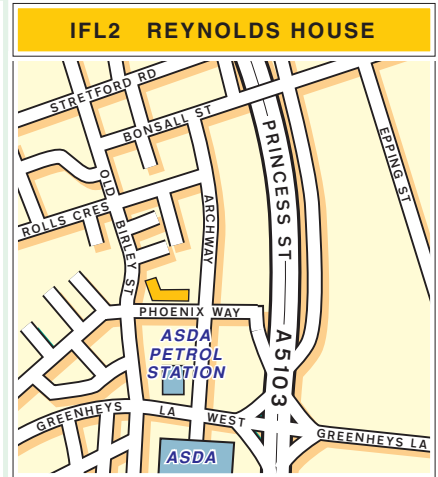 IFL2 REYNOLDS HOUSE
STRETFORD RD
BONSALL ST
PRINCESS ST
EPPING ST
OLD BIRLEY ST
ARCHWAY
ROLLS CRES
PHOENIX WAY
ASDA
PETROL
STATION
A5103
GREENHEYS LA WEST
GREENHEYS LA
ASDA